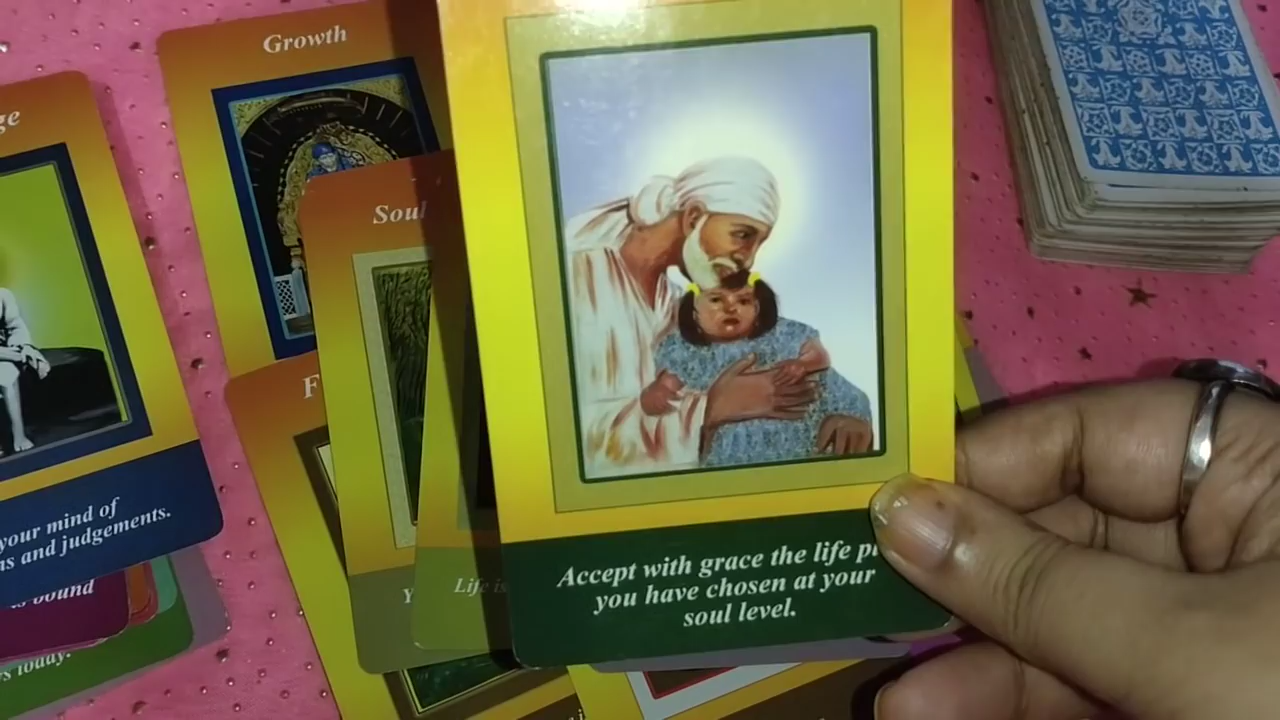 ge
Growth
Soul
F
your mind of
ns and judgements.
bound
today.
Y
Life is
Accept with grace the life p
you have chosen at your
soul level.